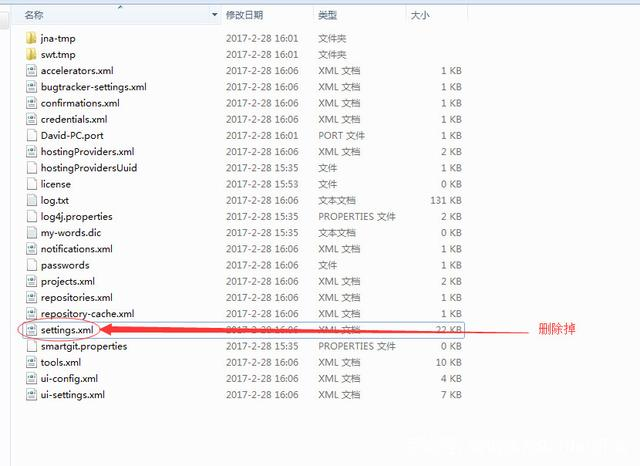 名称 修改日期 类型 大小
jna-tmp 2017-2-28 16:01 文件夹
swt.tmp 2017-2-28 16:01 文件夹
accelerators.xml 2017-2-28 16:06 XML 文档 1 KB
bugtracker-settings.xml 2017-2-28 16:06 XML 文档 1 KB
confirmations.xml 2017-2-28 16:06 XML 文档 1 KB
credentials.xml 2017-2-28 16:06 XML 文档 1 KB
David-PC.port 2017-2-28 16:01 PORT 文件 1 KB
hostingProviders.xml 2017-2-28 16:06 XML 文档 2 KB
hostingProvidersUuid 2017-2-28 15:35 文件 1 KB
license 2017-2-28 15:53 文件 0 KB
log.txt 2017-2-28 16:06 文本文档 131 KB
log4j.properties 2017-2-28 15:35 PROPERTIES 文件 2 KB
my-words.dic 2017-2-28 15:35 文本文档 0 KB
notifications.xml 2017-2-28 16:06 XML 文档 1 KB
passwords 2017-2-28 16:06 文件 1 KB
projects.xml 2017-2-28 16:06 XML 文档 2 KB
repositories.xml 2017-2-28 16:06 XML 文档 1 KB
repository-cache.xml 2017-2-28 16:06 XML 文档 1 KB
settings.xml 2017-2-28 16:06 XML 文档 22 KB 删除掉
smartgit.properties 2017-2-28 15:35 PROPERTIES 文件 0 KB
tools.xml 2017-2-28 16:06 XML 文档 10 KB
ui-config.xml 2017-2-28 16:06 XML 文档 4 KB
ui-settings.xml 2017-2-28 16:06 XML 文档 7 KB